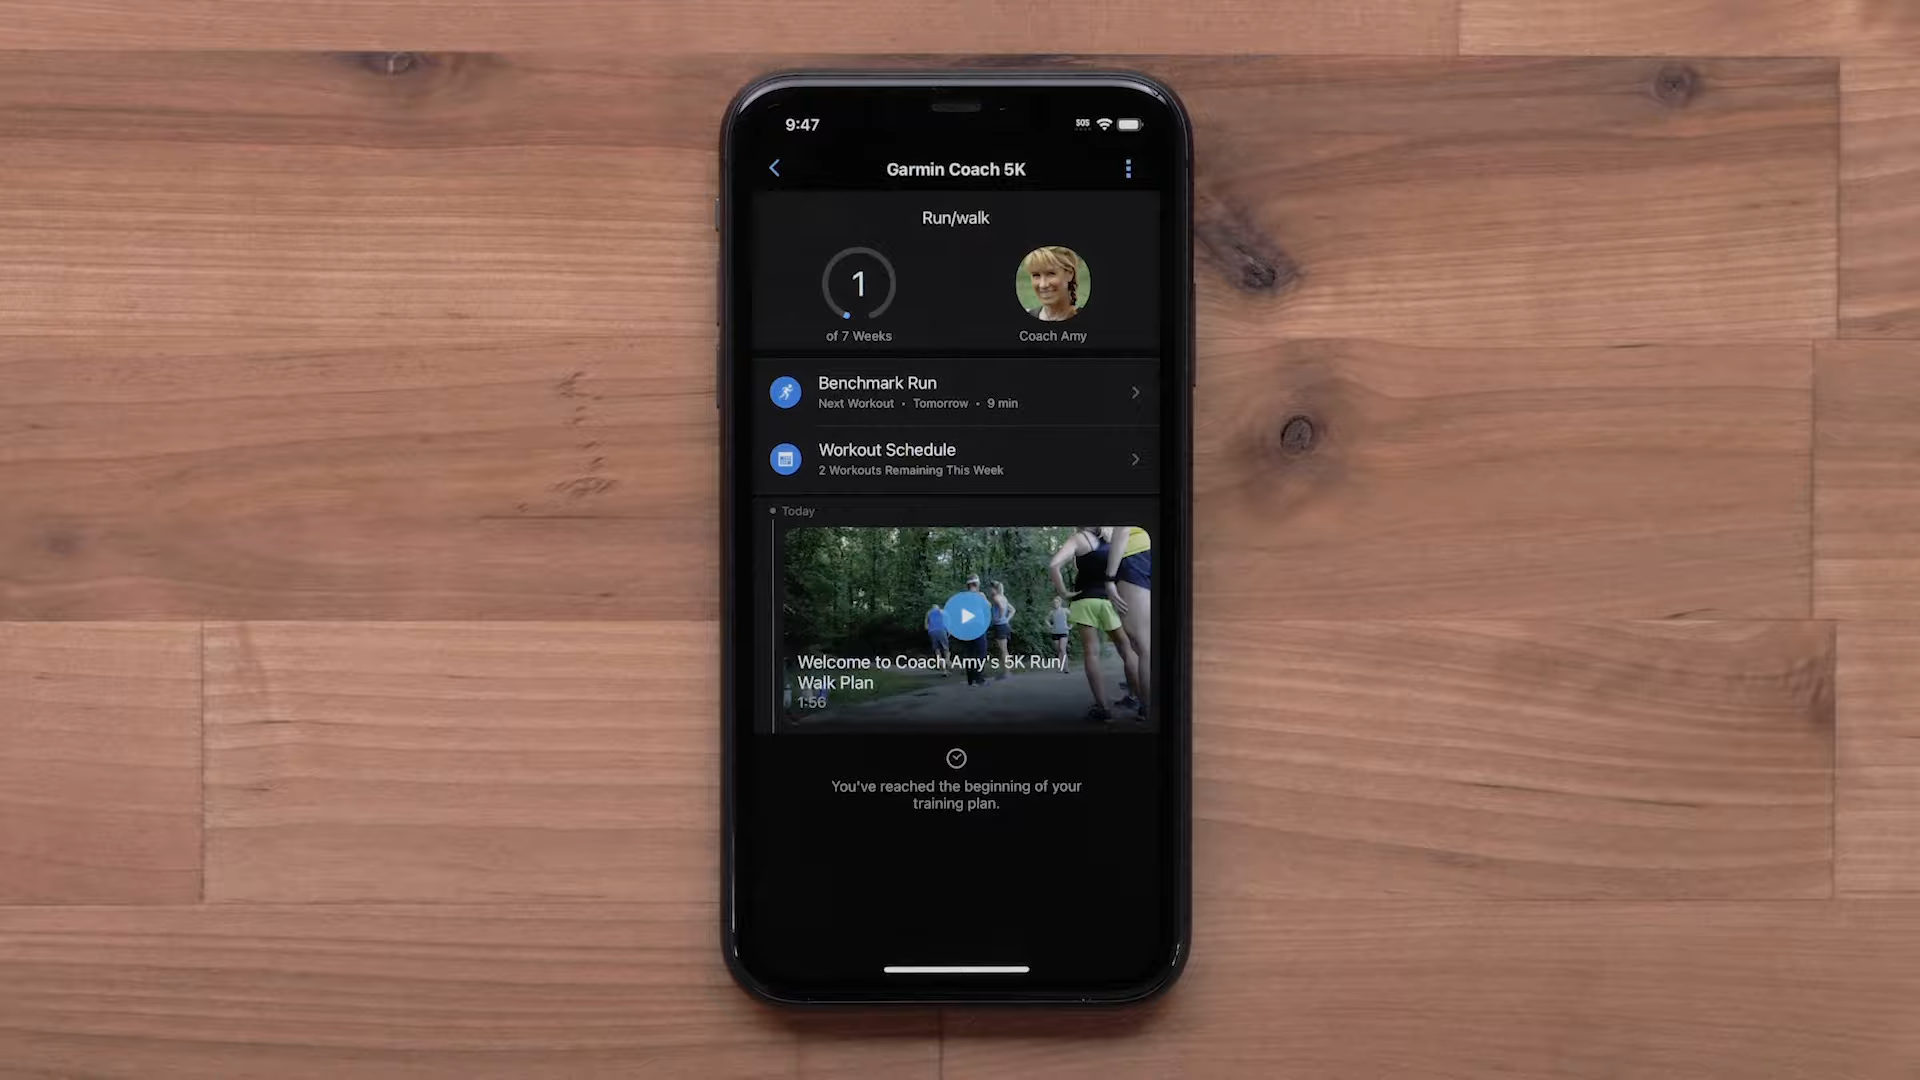 9:47
SOS
Garmin Coach 5K
Run/walk
1
of 7 Weeks
Coach Amy
Benchmark Run
Next Workout • Tomorrow • 9 min
Workout Schedule
2 Workouts Remaining This Week
Today
Welcome to Coach Amy's 5K Run/
Walk Plan
1:56
You've reached the beginning of your
training plan.